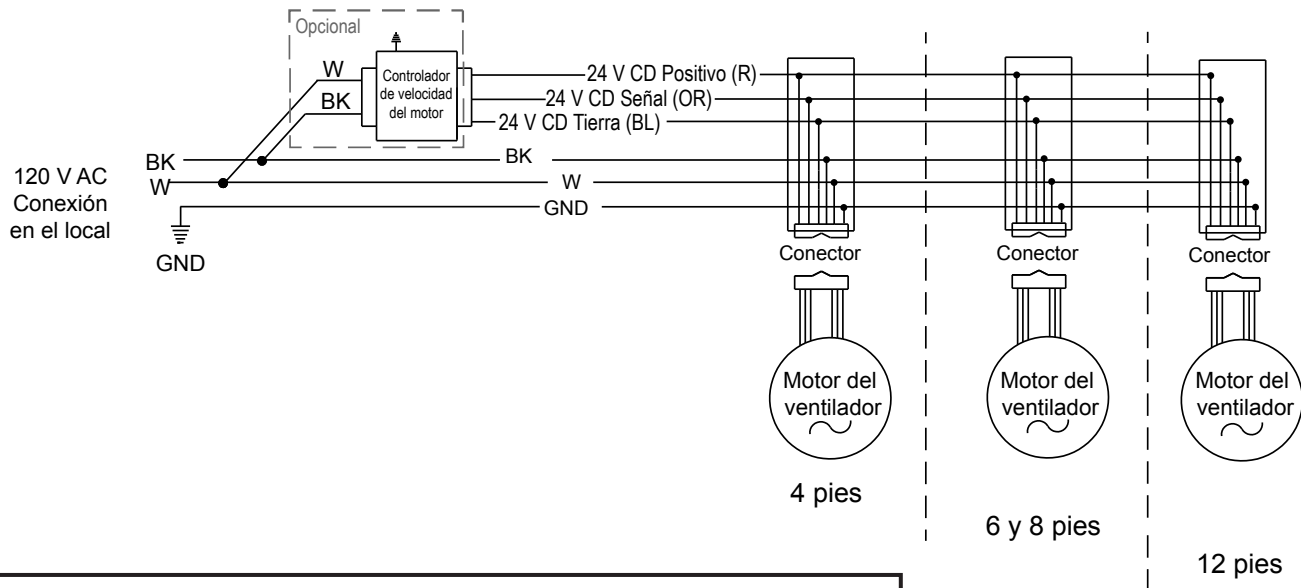 Opcional
W
BK
Controlador
de velocidad
del motor
24 V CD Positivo (R)
24 V CD Señal (OR)
24 V CD Tierra (BL)
120 V AC
Conexión
en el local
BK
W
GND
BK
W
GND
Conector
Conector
Conector
Motor del
ventilador
Motor del
ventilador
Motor del
ventilador
4 pies
6 y 8 pies
12 pies